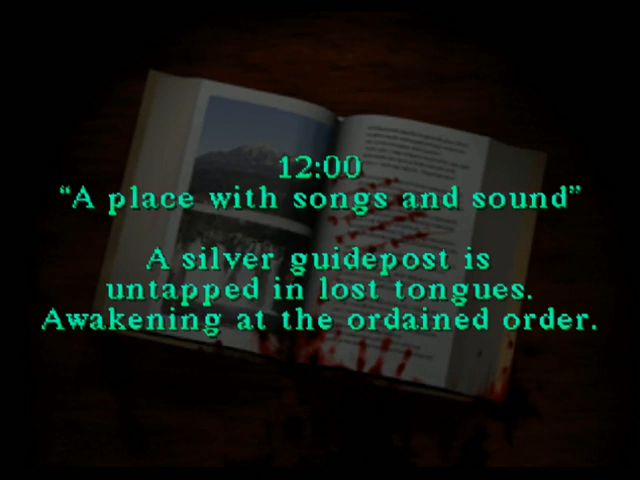 12:00
“A place with songs and sound”
A silver guidepost is
untapped in lost tongues.
Awakening at the ordained order.